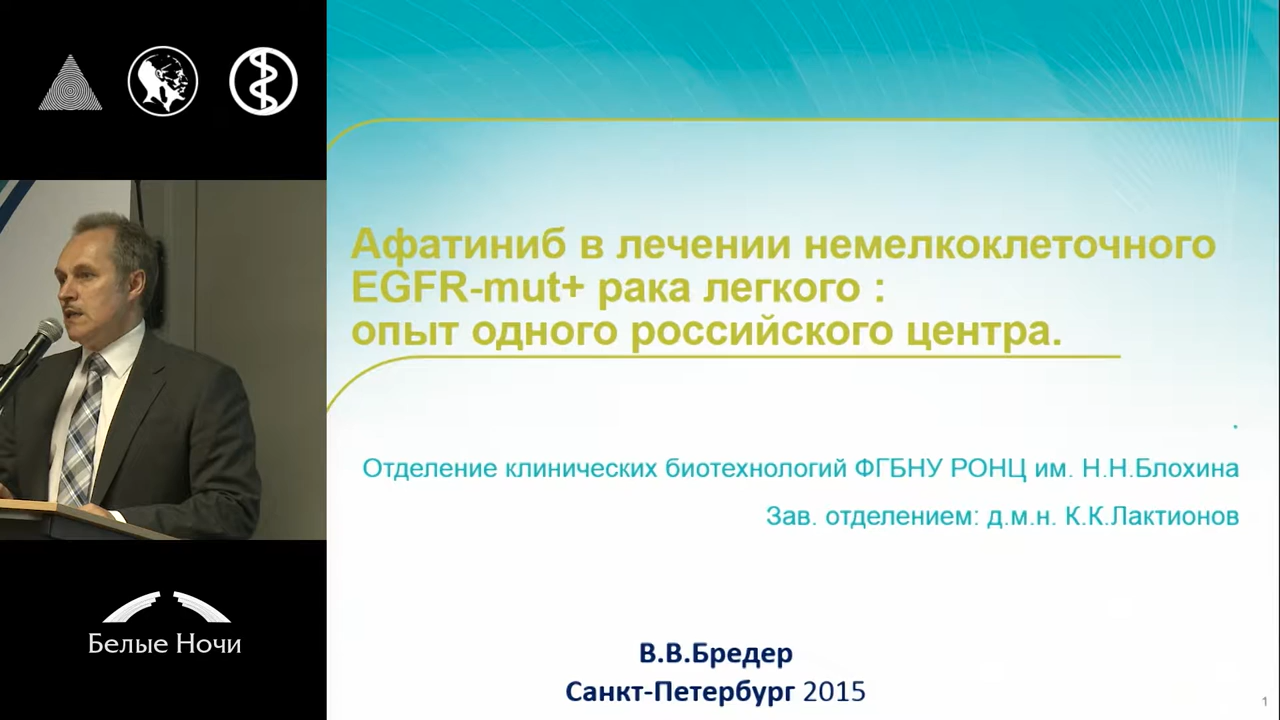 Афатиниб в лечении немелкоклеточного
EGFR-mut+ рака легкого :
опыт одного российского центра.
.
Отделение клинических биотехнологий ФГБНУ РОНЦ им. Н.Н.Блохина
Зав. отделением: д.м.н. К.К.Лактионов
Белые Ночи
В.В.Бредер
Санкт-Петербург 2015
1